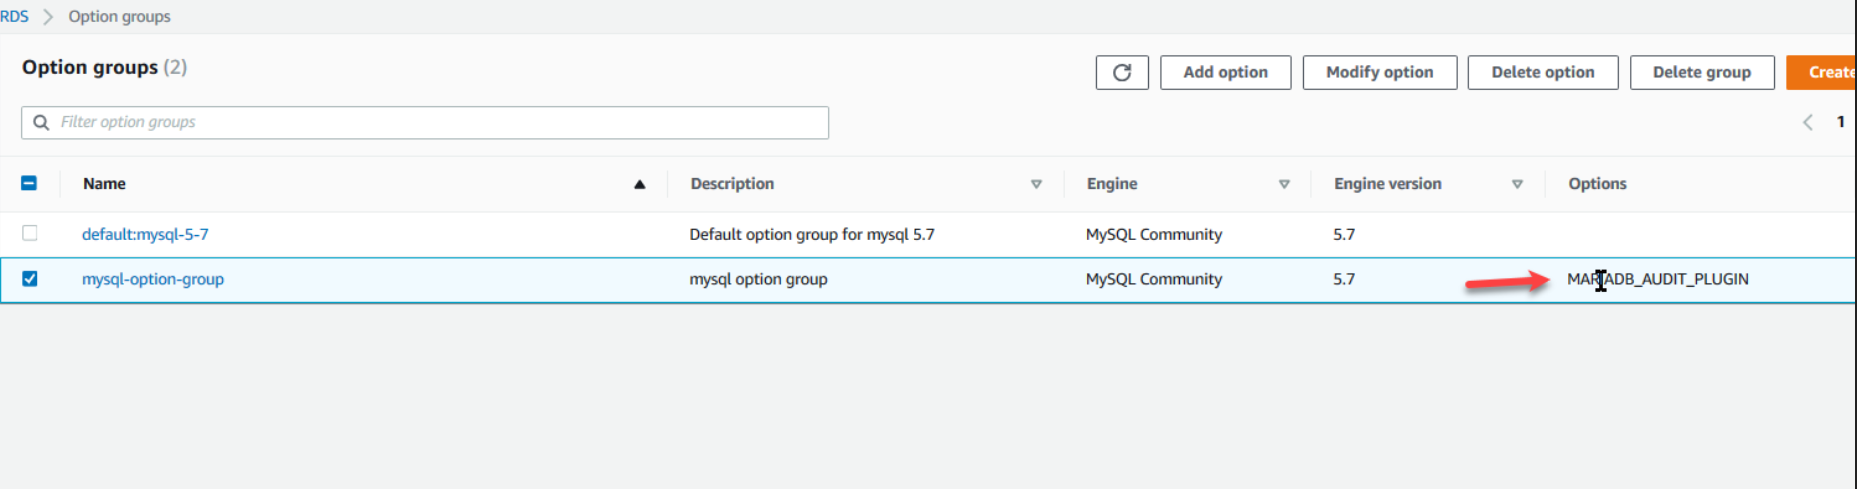 RDS > Option groups
Option groups (2)
Add option Modify option Delete option Delete group Create
Filter option groups
1
Name Description Engine Engine version Options
default:mysql-5-7 Default option group for mysql 5.7 MySQL Community 5.7
mysql-option-group mysql option group MySQL Community 5.7 MARIADB_AUDIT_PLUGIN